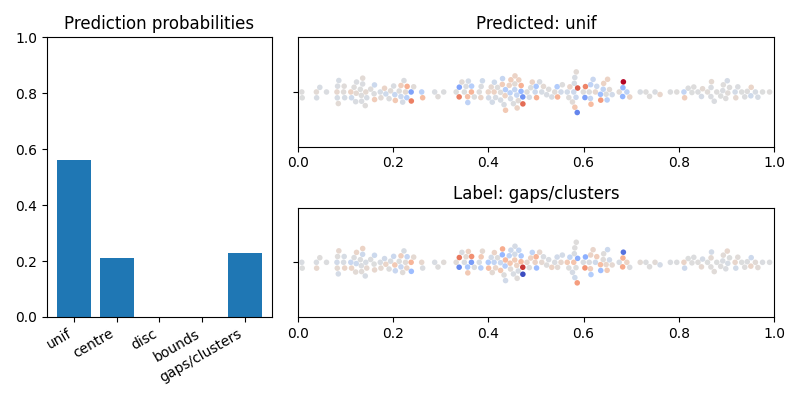 Prediction probabilities
1.0
0.8
0.6
0.4
0.2
0.0
unif
centre
disc
bounds
gaps/clusters
Predicted: unif
0.0 0.2 0.4 0.6 0.8 1.0
Label: gaps/clusters
0.0 0.2 0.4 0.6 0.8 1.0